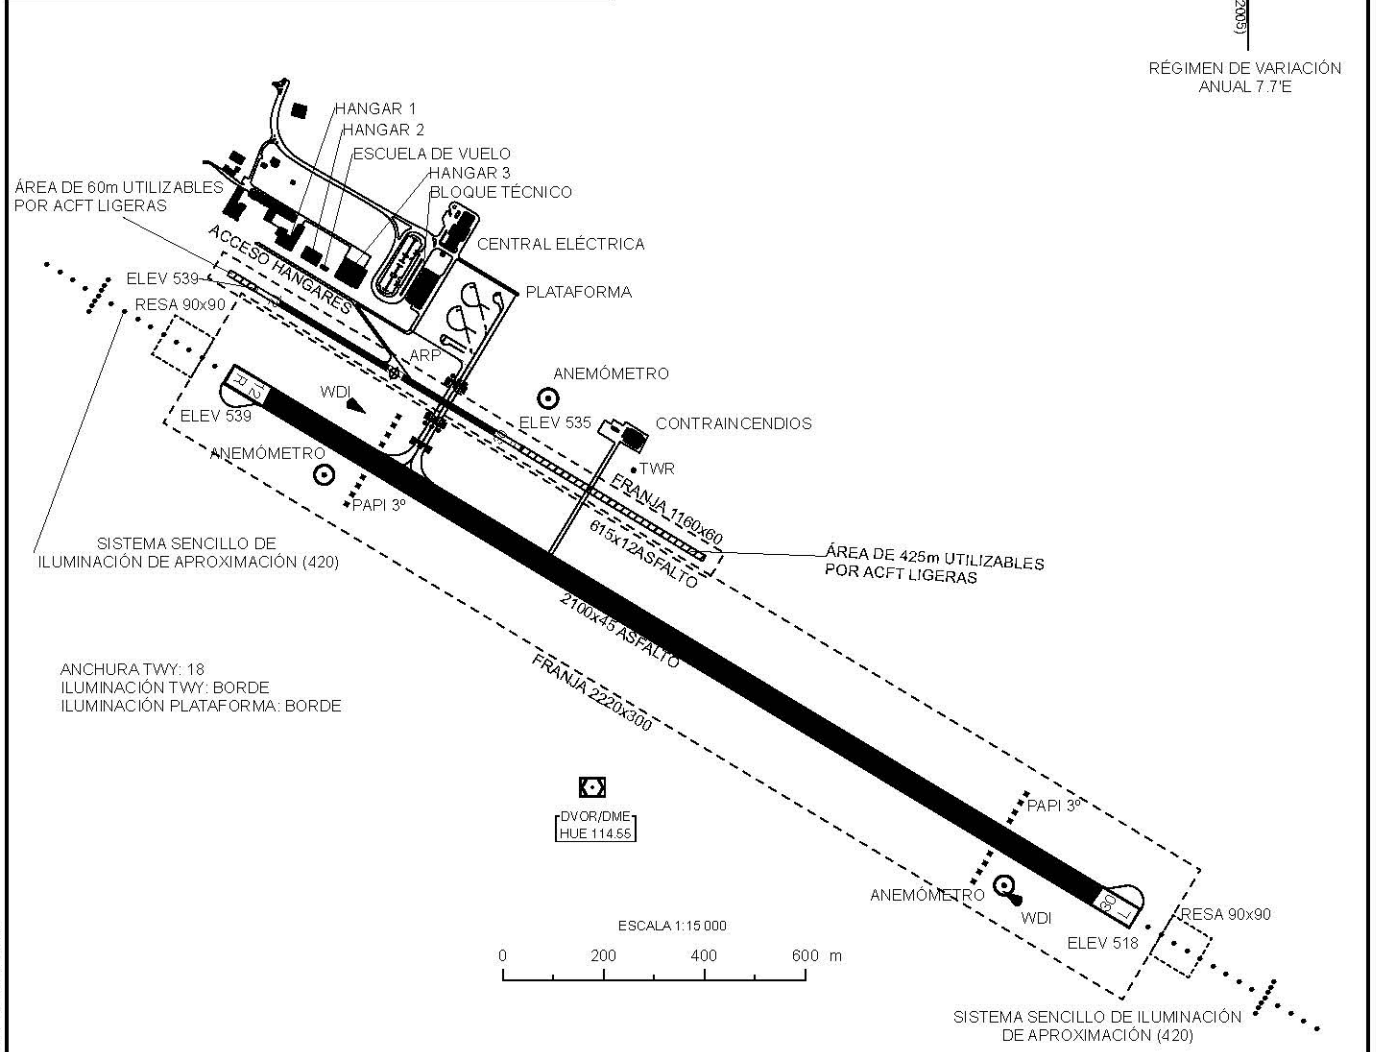 2005)
RÉGIMEN DE VARIACIÓN
ANUAL 7.7'E
HANGAR 1
HANGAR 2
ESCUELA DE VUELO
HANGAR 3
BLOQUE TÉCNICO
ÁREA DE 60m UTILIZABLES
POR ACFT LIGERAS
CENTRAL ELÉCTRICA
ACCESO HANGARES
ELEV 539
PLATAFORMA
RESA 90x90
ARP
ANEMÓMETRO
12
R
WDI
ELEV 539
ELEV 535
CONTRAINCENDIOS
ANEMÓMETRO
TWR
FRANJA 1160x60
PAPI 3º
615x12ASFALTO
SISTEMA SENCILLO DE
ILUMINACIÓN DE APROXIMACIÓN (420)
ÁREA DE 425m UTILIZABLES
POR ACFT LIGERAS
2100x45 ASFALTO
FRANJA 2220x300
ANCHURA TWY: 18
ILUMINACIÓN TWY: BORDE
ILUMINACIÓN PLATAFORMA: BORDE
DVOR/DME
HUE 114.55
PAPI 3º
ANEMÓMETRO
WDI
30
L
RESA 90x90
ELEV 518
ESCALA 1:15 000
0 200 400 600 m
SISTEMA SENCILLO DE ILUMINACIÓN
DE APROXIMACIÓN (420)